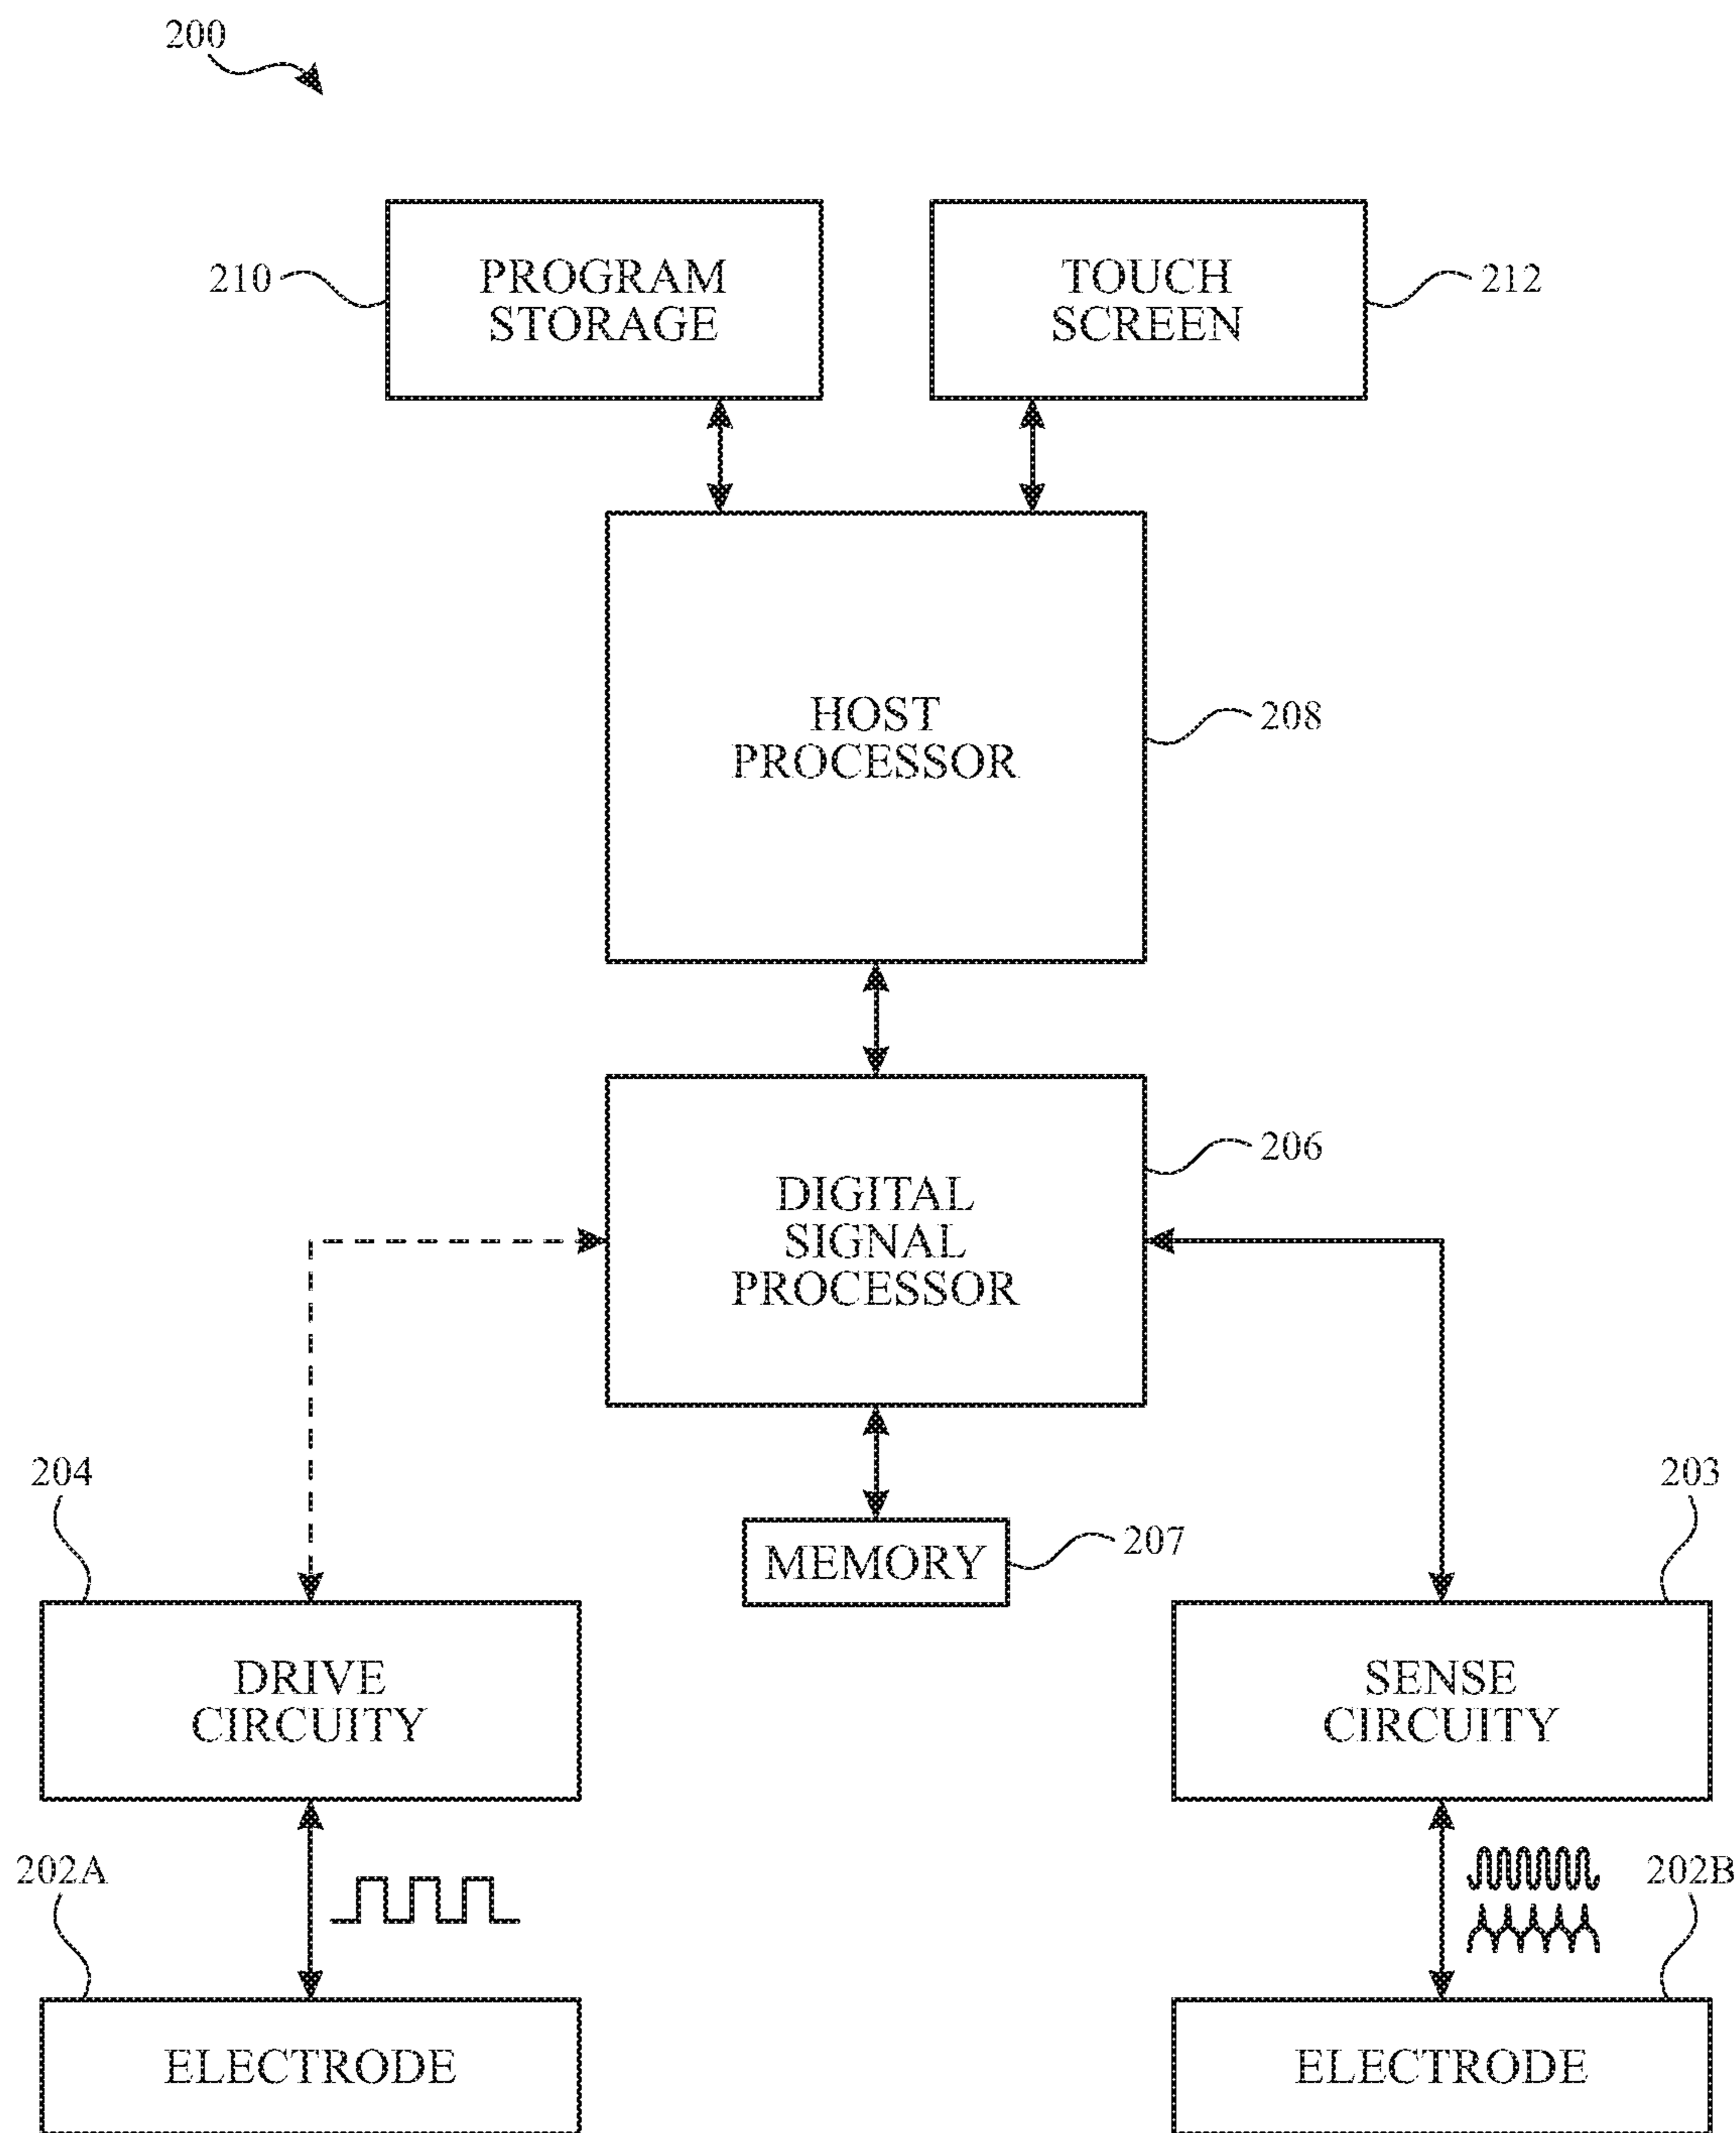 200
210
PROGRAM
STORAGE
TOUCH
SCREEN
212
HOST
PROCESSOR
208
206
DIGITAL
SIGNAL
PROCESSOR
204
203
MEMORY
207
DRIVE
CIRCUITY
SENSE
CIRCUITY
202A
202B
ELECTRODE
ELECTRODE